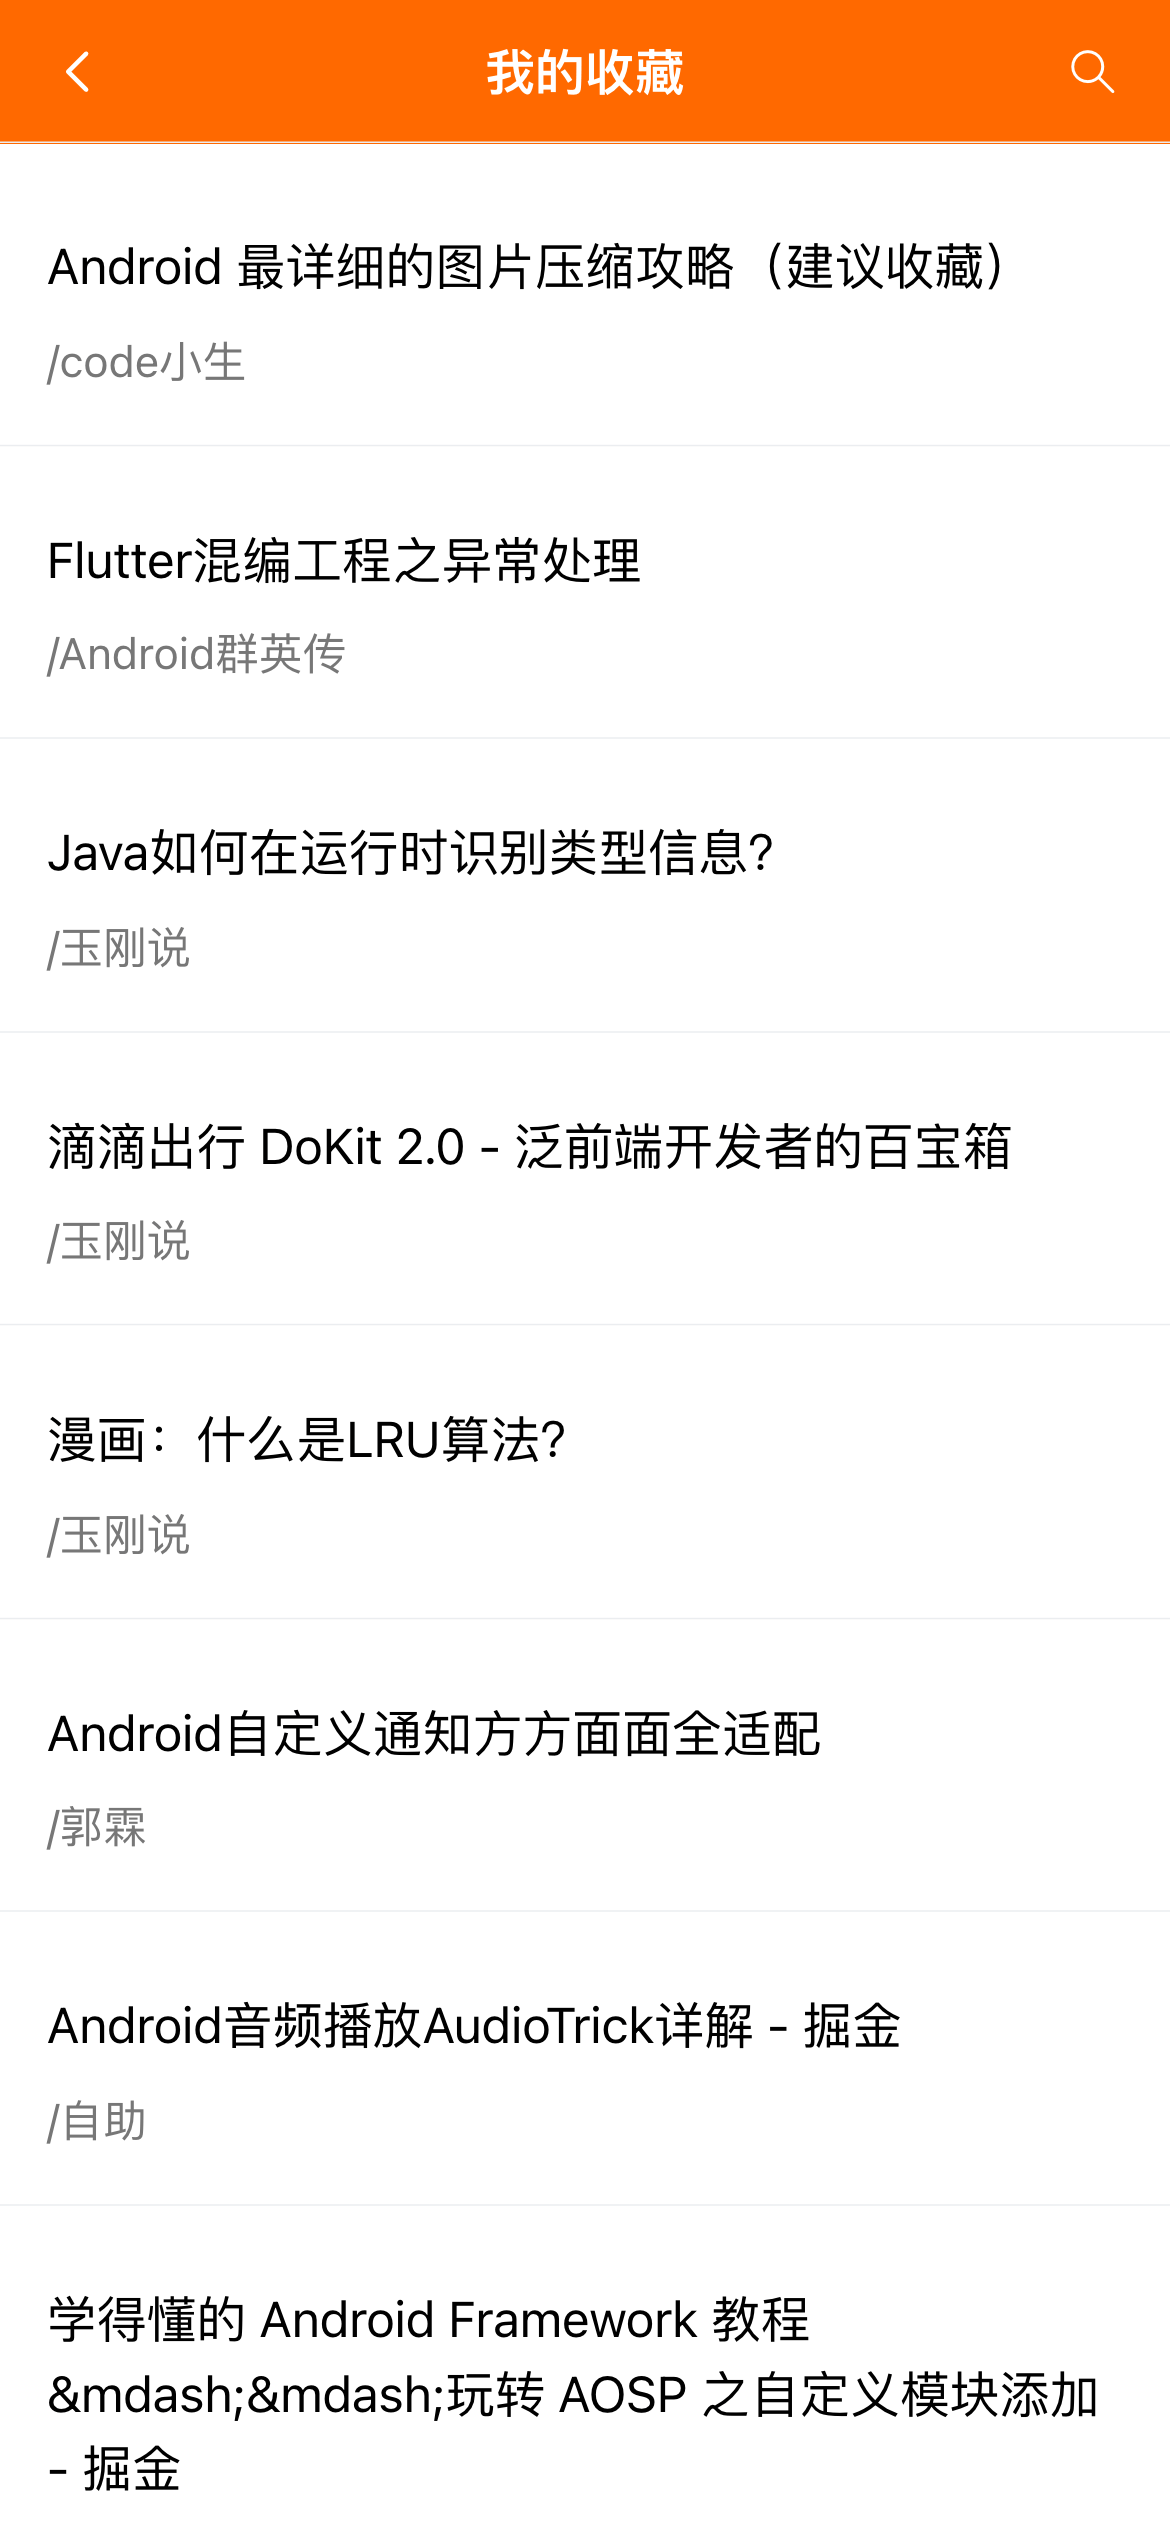 我的收藏
Android 最详细的图片压缩攻略（建议收藏）
/code小生
Flutter混编工程之异常处理
/Android群英传
Java如何在运行时识别类型信息?
/玉刚说
滴滴出行 DoKit 2.0 - 泛前端开发者的百宝箱
/玉刚说
漫画：什么是LRU算法?
/玉刚说
Android自定义通知方方面面全适配
/郭霖
Android音频播放AudioTrick详解 - 掘金
/自助
学得懂的 Android Framework 教程
&mdash;&mdash;玩转 AOSP 之自定义模块添加
- 掘金